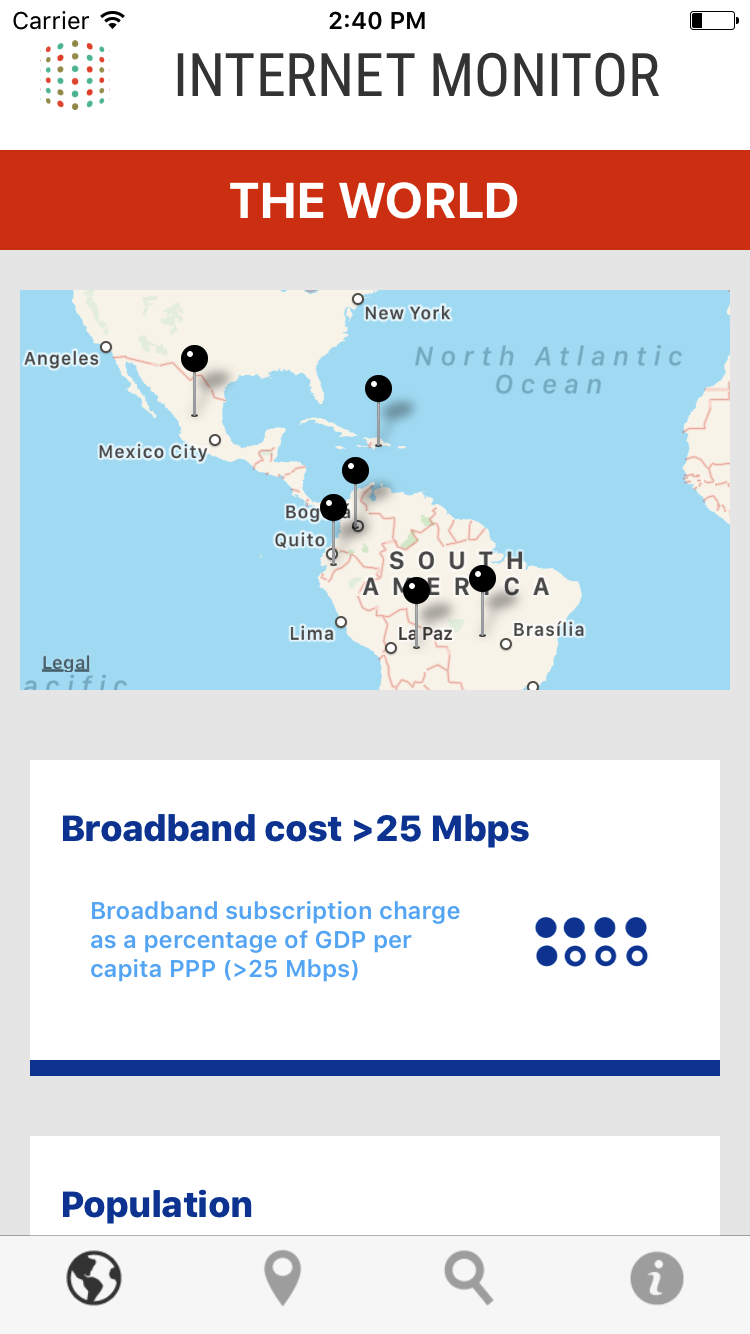 Carrier 2:40 PM
INTERNET MONITOR
THE WORLD
New York
Angeles
North Atlantic
Ocean
Mexico City
Quito
SOUTH
AMERICA
Lima
La Paz
Brasília
Legal
acific
Broadband cost >25 Mbps
Broadband subscription charge
as a percentage of GDP per
capita PPP (>25 Mbps)
Population